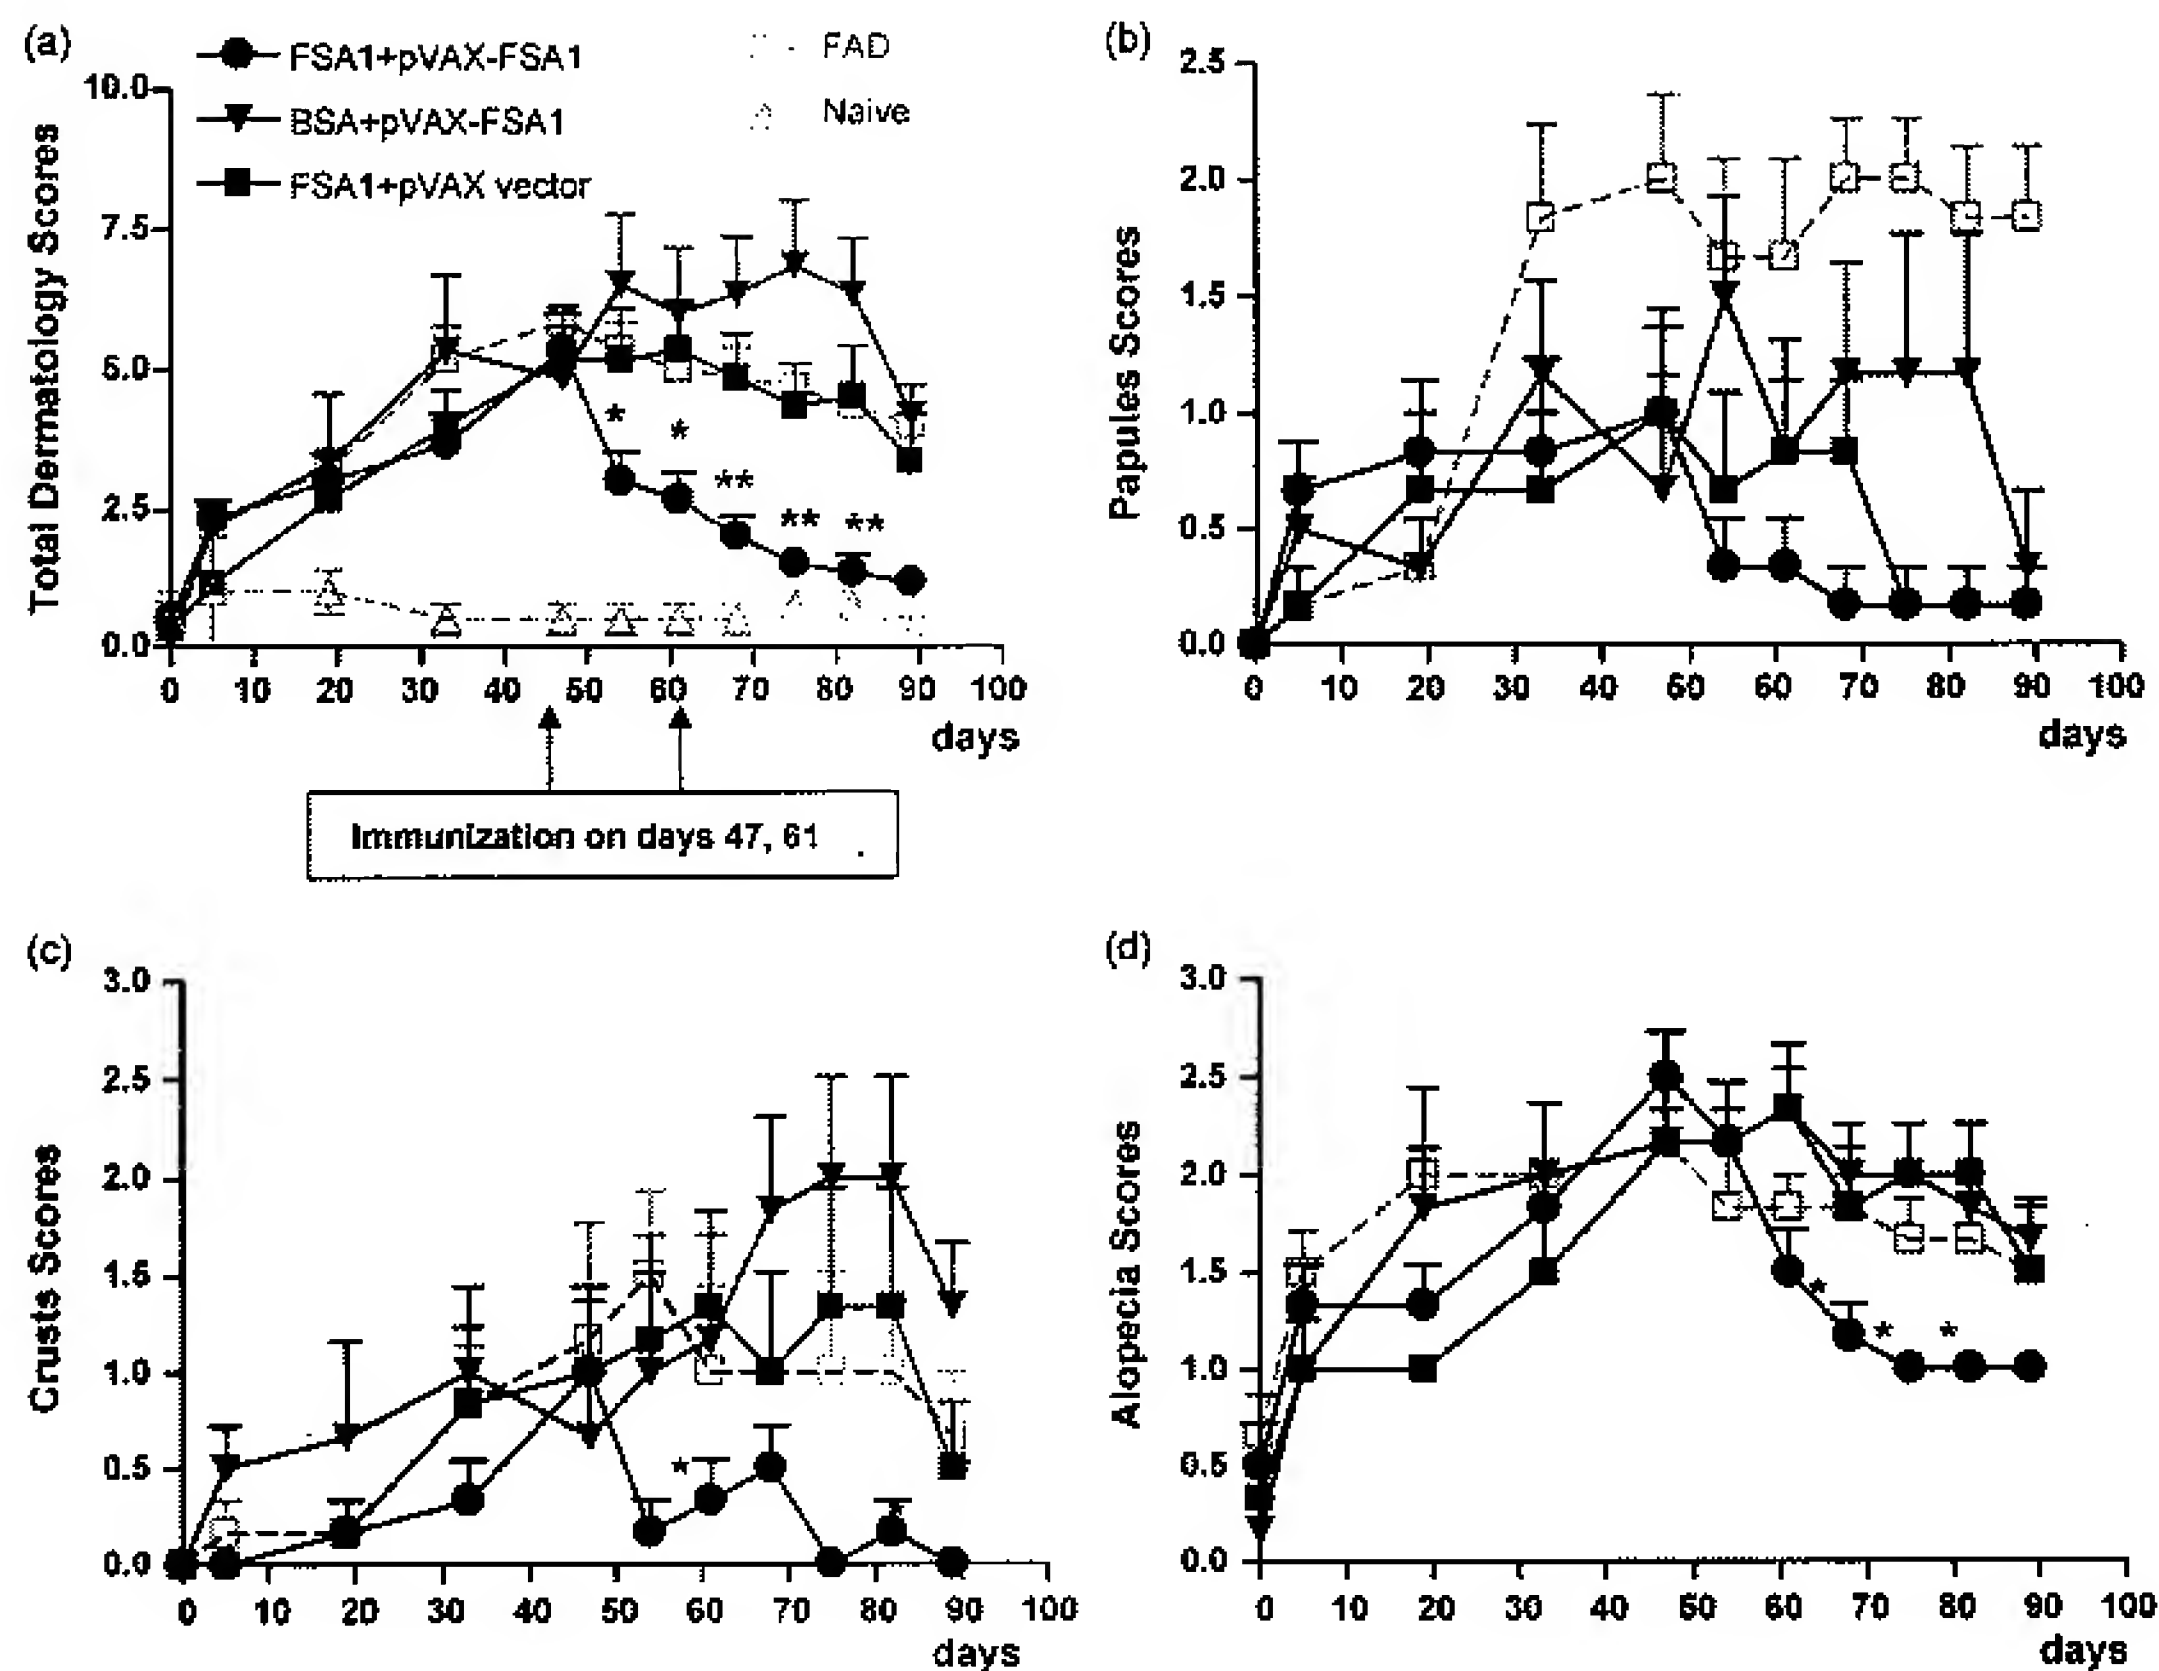 (a)
FSA1+pVAX-FSA1
BSA+pVAX-FSA1
FSA1+pVAX vector
FAD
Naive
Total Dermatology Scores
10.0
7.5
5.0
2.5
0.0
* * ** ** **
0 10 20 30 40 50 60 70 80 90 100
days
Immunization on days 47, 61
(b)
Papules Scores
2.5
2.0
1.5
1.0
0.5
0.0
0 10 20 30 40 50 60 70 80 90 100
days
(c)
Crusts Scores
3.0
2.5
2.0
1.5
1.0
0.5
0.0
* *
0 10 20 30 40 50 60 70 80 90 100
days
(d)
Alopecia Scores
3.0
2.5
2.0
1.5
1.0
0.5
0.0
* * *
0 10 20 30 40 50 60 70 80 90 100
days